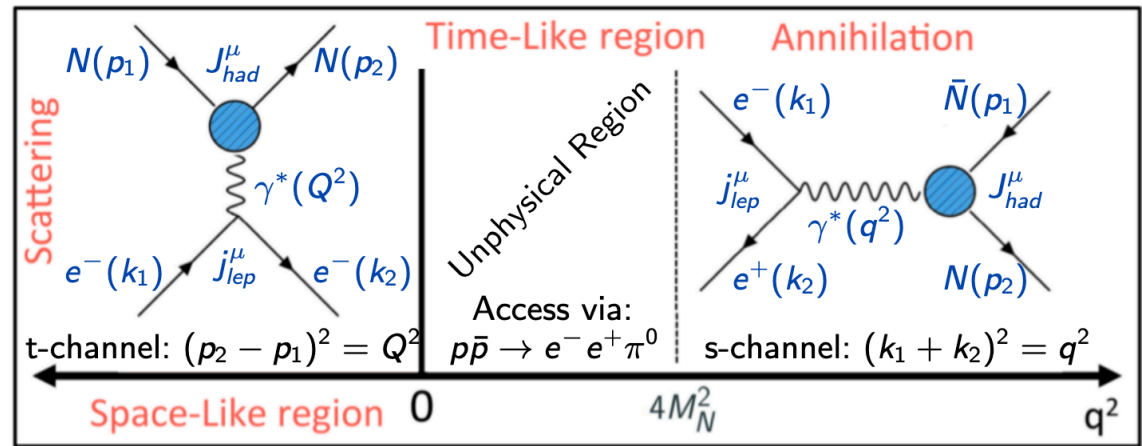 Time-Like region Annihilation
Scattering
N(p₁) J^μ_had N(p₂)
γ*(Q²)
e⁻(k₁) j^μ_lep e⁻(k₂)
t-channel: (p₂ − p₁)² = Q²
Space-Like region
Unphysical Region
Access via:
pp̄ → e⁻e⁺π⁰
e⁻(k₁) N̄(p₁)
j^μ_lep γ*(q²) J^μ_had
e⁺(k₂) N(p₂)
s-channel: (k₁ + k₂)² = q²
0 4M²_N q²